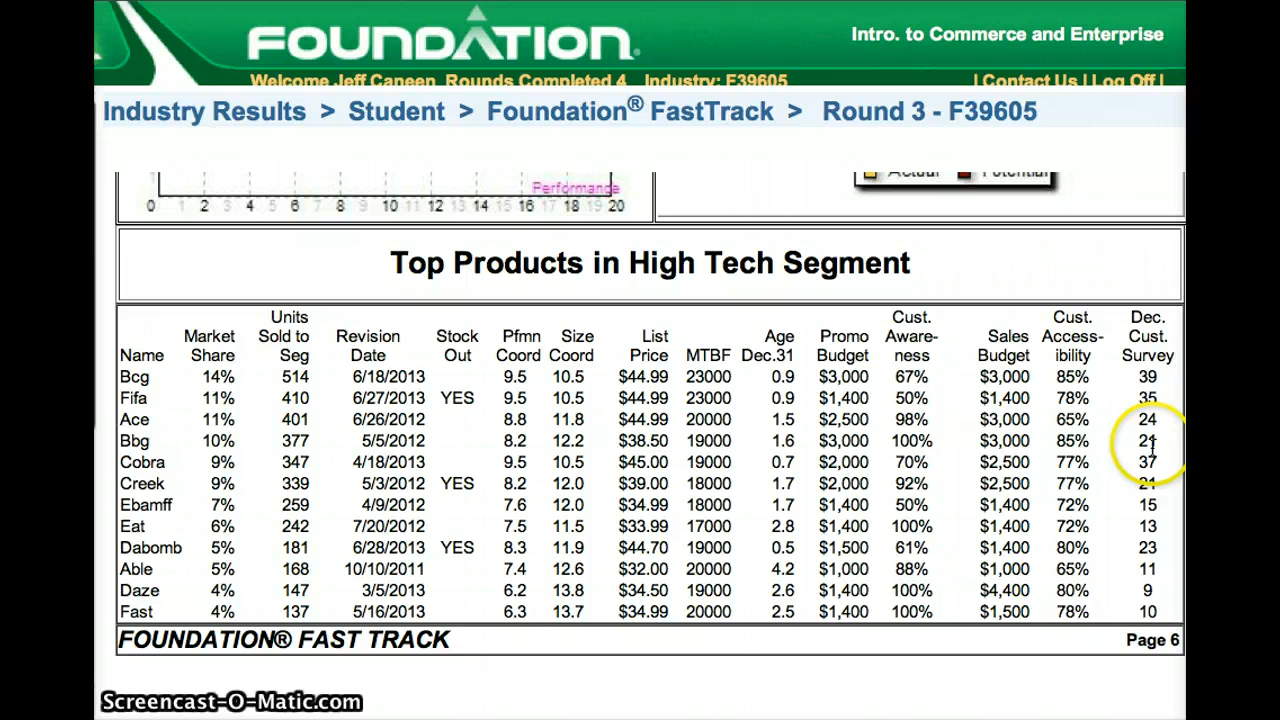 FOUNDATION®
Intro. to Commerce and Enterprise
Welcome Jeff Caneen Rounds Completed 4 Industry: F39605 | Contact Us | Log Off |
Industry Results > Student > Foundation® FastTrack > Round 3 - F39605
Performance
Actual Potential
0 1 2 3 4 5 6 7 8 9 10 11 12 13 14 15 16 17 18 19 20
Top Products in High Tech Segment
Name Market Share Units Sold to Seg Revision Date Stock Out Pfmn Coord Size Coord List Price MTBF Age Dec.31 Promo Budget Cust. Aware-ness Sales Budget Cust. Access-ibility Dec. Cust. Survey
Bcg 14% 514 6/18/2013 9.5 10.5 $44.99 23000 0.9 $3,000 67% $3,000 85% 39
Fifa 11% 410 6/27/2013 YES 9.5 10.5 $44.99 23000 0.9 $1,400 50% $1,400 78% 35
Ace 11% 401 6/26/2012 8.8 11.8 $44.99 20000 1.5 $2,500 98% $3,000 65% 24
Bbg 10% 377 5/5/2012 8.2 12.2 $38.50 19000 1.6 $3,000 100% $3,000 85% 21
Cobra 9% 347 4/18/2013 9.5 10.5 $45.00 19000 0.7 $2,000 70% $2,500 77% 37
Creek 9% 339 5/3/2012 YES 8.2 12.0 $39.00 18000 1.7 $2,000 92% $2,500 77% 21
Ebamff 7% 259 4/9/2012 7.6 12.0 $34.99 18000 1.7 $1,400 50% $1,400 72% 15
Eat 6% 242 7/20/2012 7.5 11.5 $33.99 17000 2.8 $1,400 100% $1,400 72% 13
Dabomb 5% 181 6/28/2013 YES 8.3 11.9 $44.70 19000 0.5 $1,500 61% $1,400 80% 23
Able 5% 168 10/10/2011 7.4 12.6 $32.00 20000 4.2 $1,000 88% $1,000 65% 11
Daze 4% 147 3/5/2013 6.2 13.8 $34.50 19000 2.6 $1,400 100% $4,400 80% 9
Fast 4% 137 5/16/2013 6.3 13.7 $34.99 20000 2.5 $1,400 100% $1,500 78% 10
FOUNDATION® FAST TRACK Page 6
Screencast-O-Matic.com